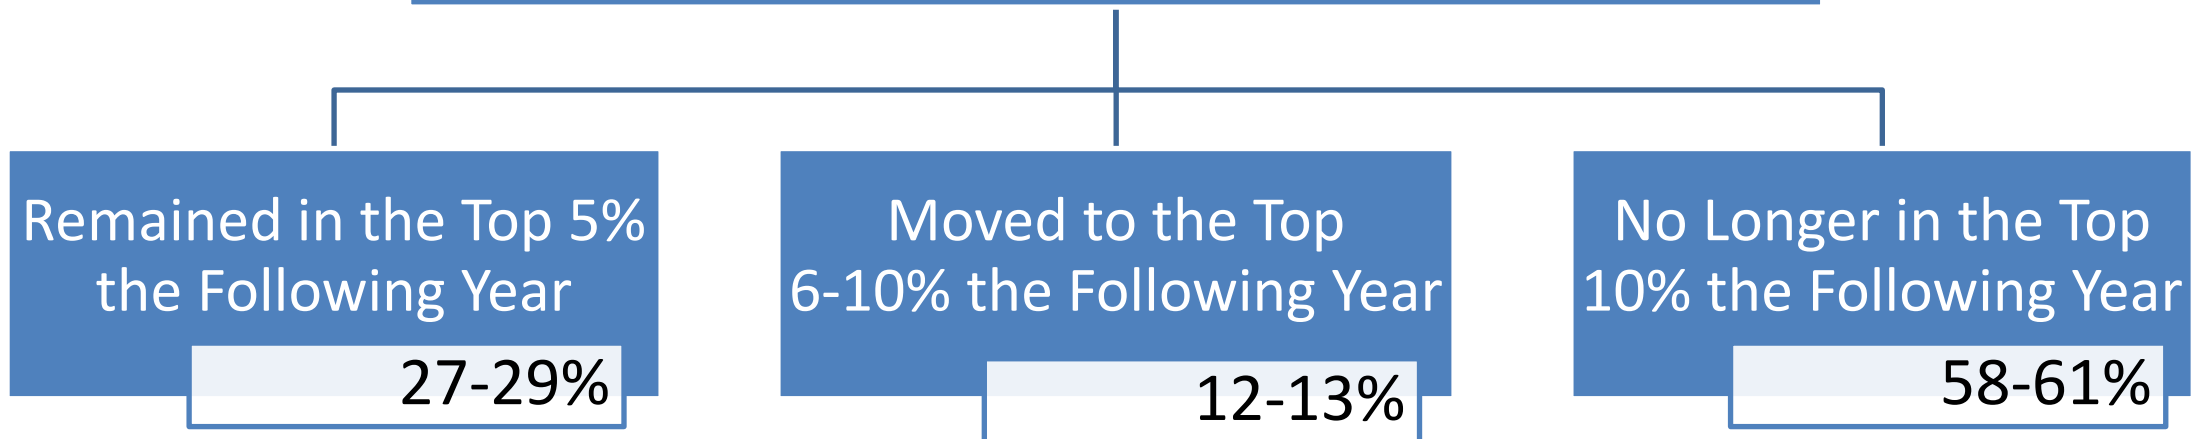 Remained in the Top 5%
the Following Year
27-29%
Moved to the Top
6-10% the Following Year
12-13%
No Longer in the Top
10% the Following Year
58-61%